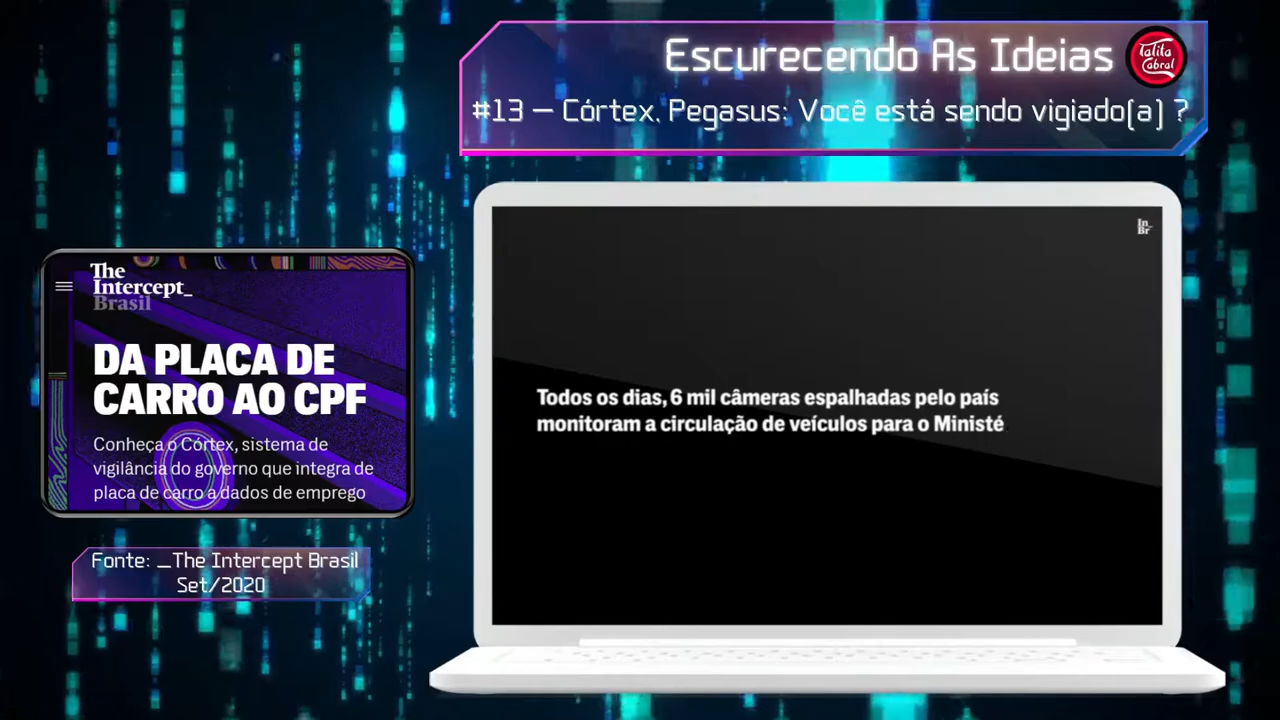 Escurecendo As Ideias
Talita
Cabral
#13 – Córtex, Pegasus: Você está sendo vigiado(a) ?
In_
Br
The
Intercept_
Brasil
DA PLACA DE
CARRO AO CPF
Conheça o Córtex, sistema de
vigilância do governo que integra de
placa de carro a dados de emprego
Todos os dias, 6 mil câmeras espalhadas pelo país
monitoram a circulação de veículos para o Ministé
Fonte: _The Intercept Brasil
Set/2020